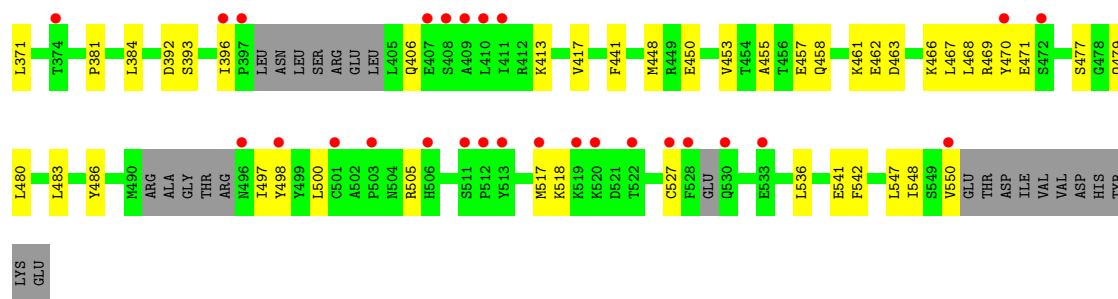 L371 T374 P381 L384 D392 S393 I396 P397 LEU ASN LEU SER ARG GLU LEU L405 Q406 E407 S408 A409 L410 I411 R412 K413 V417 F441 M448 R449 E450 V453 T454 A455 T456 E457 Q458 K461 E462 D463 K466 L467 L468 R469 Y470 E471 S472 S477 G478
L480 L483 Y486 M490 ARG ALA GLY THR ARG N496 I497 Y498 Y499 L500 C501 A502 P503 N504 R505 H506 S511 P512 Y513 M517 K518 K519 K520 D521 T522 C527 F528 GLU Q530 E533 L536 E541 F542 L547 I548 S549 V550 GLU THR ASP ILE VAL VAL ASP HIS
LYS GLU